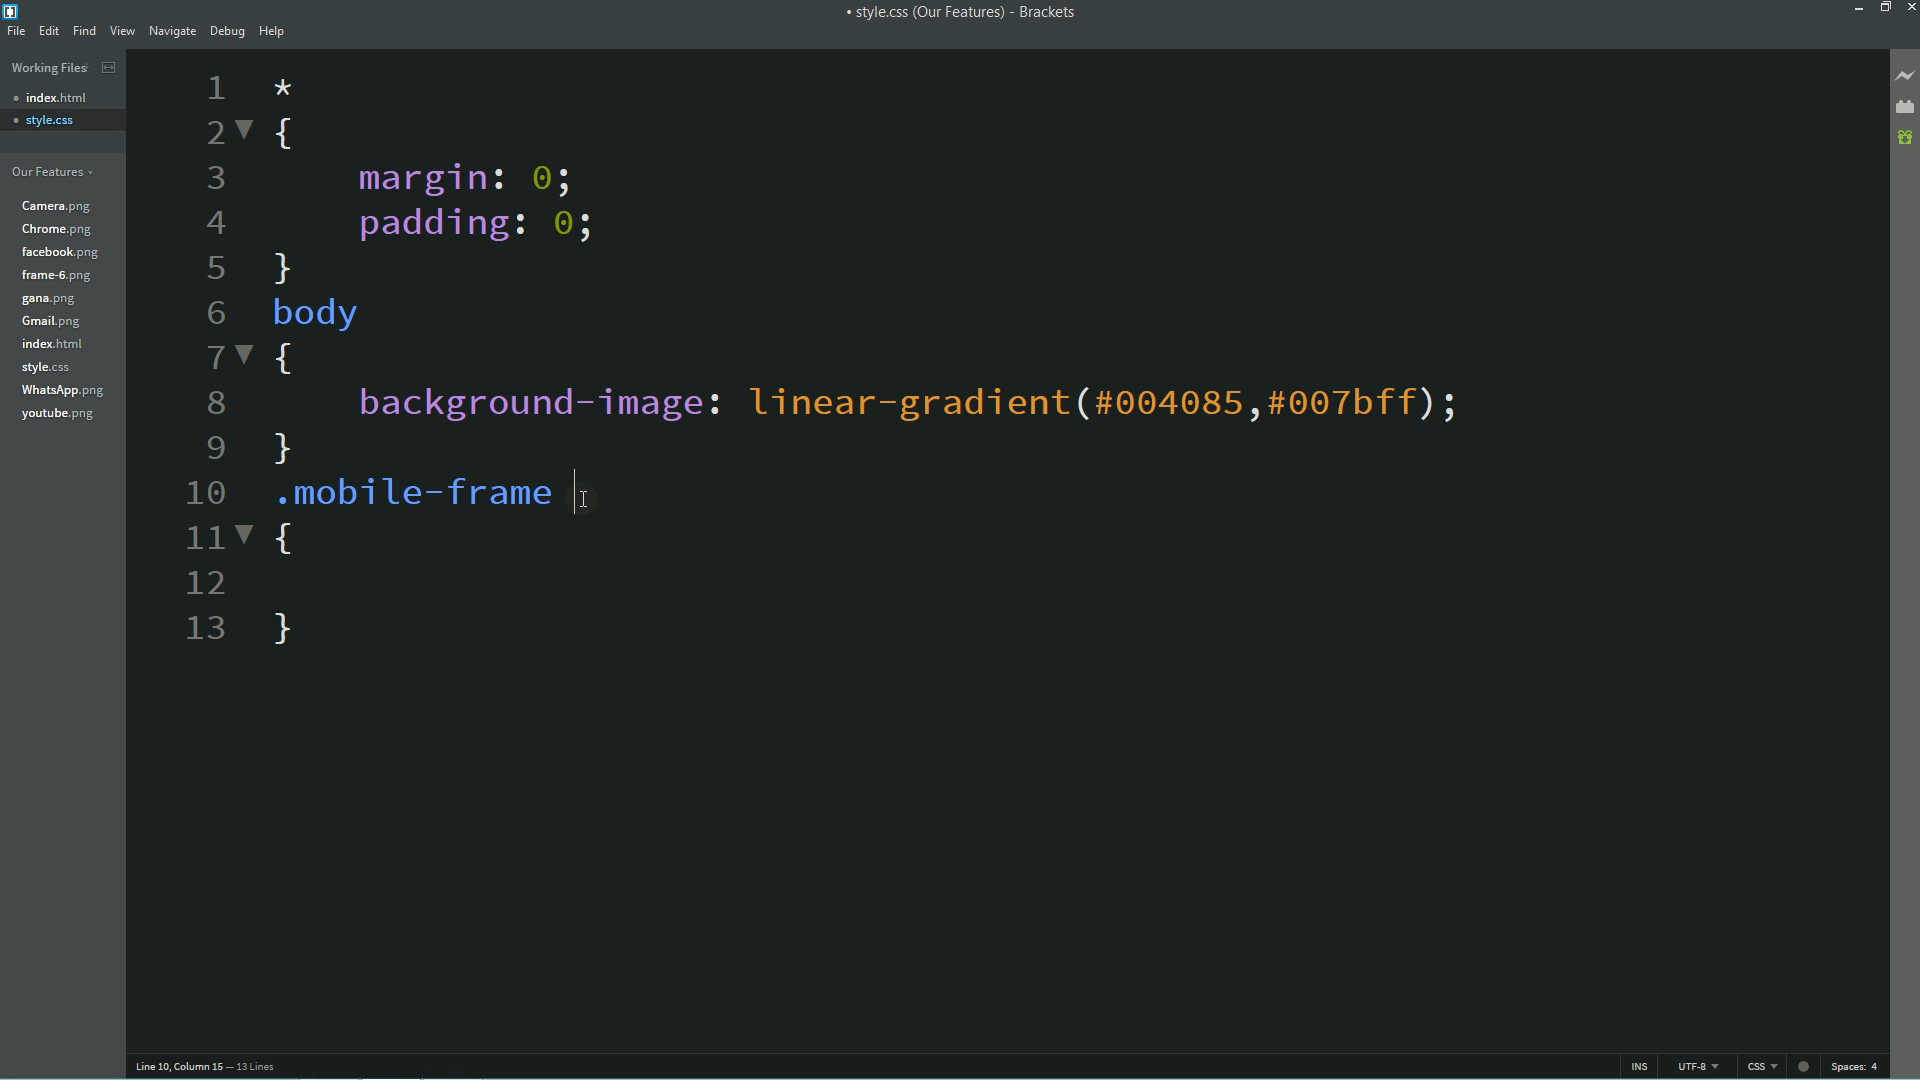 • style.css (Our Features) - Brackets
File Edit Find View Navigate Debug Help
Working Files
• index.html
• style.css
Our Features
Camera.png
Chrome.png
facebook.png
frame-6.png
gana.png
Gmail.png
index.html
style.css
WhatsApp.png
youtube.png
1 *
2 {
3 margin: 0;
4 padding: 0;
5 }
6 body
7 {
8 background-image: linear-gradient(#004085,#007bff);
9 }
10 .mobile-frame
11 {
12
13 }
Line 10, Column 15 — 13 Lines
INS UTF-8 CSS Spaces: 4